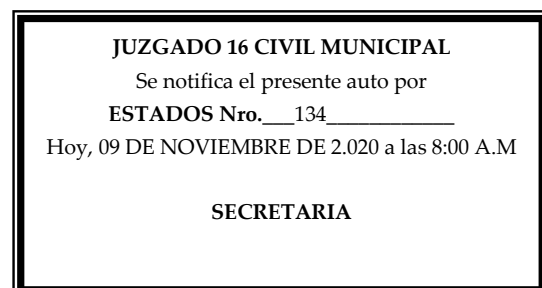 JUZGADO 16 CIVIL MUNICIPAL
Se notifica el presente auto por
ESTADOS Nro.___134____________
Hoy, 09 DE NOVIEMBRE DE 2.020 a las 8:00 A.M
SECRETARIA